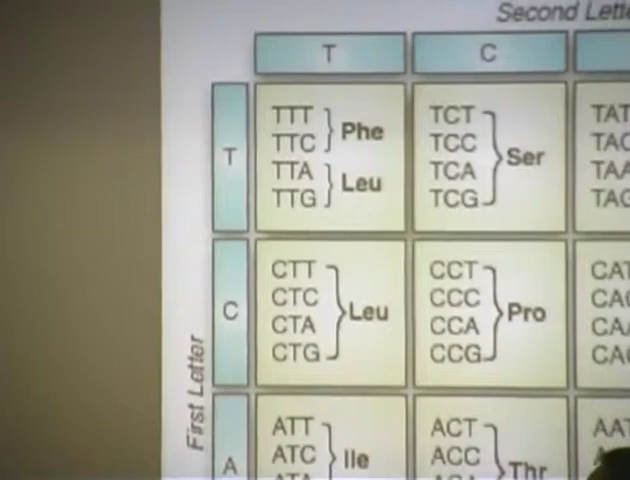 Second
T C
T
TTT
TTC
Phe
TTA
TTG
Leu
TCT
TCC
TCA
TCG
Ser
TAT
C
CTT
CTC
CTA
CTG
Leu
CCT
CCC
CCA
CCG
Pro
First Letter
A
ATT
ATC
Ile
ACT
ACC
Thr